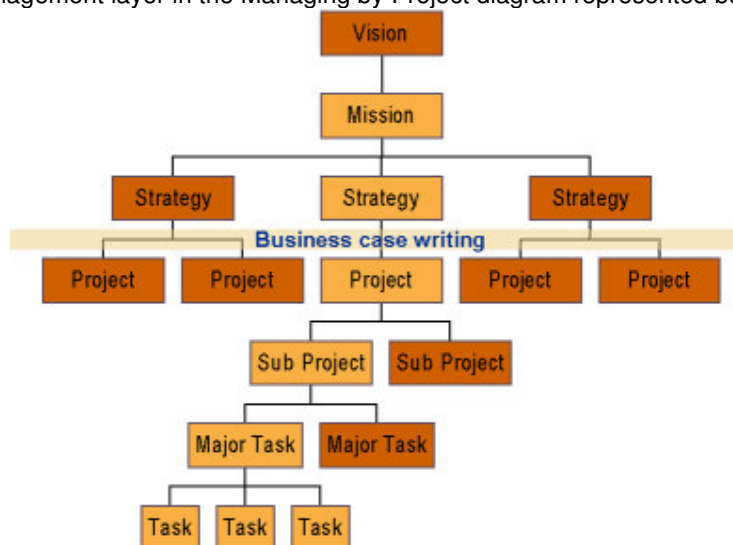 nagement layer in the Managing by Project diagram represented
Vision
Mission
Strategy Strategy Strategy
Business case writing
Project Project Project Project Project
Sub Project Sub Project
Major Task Major Task
Task Task Task